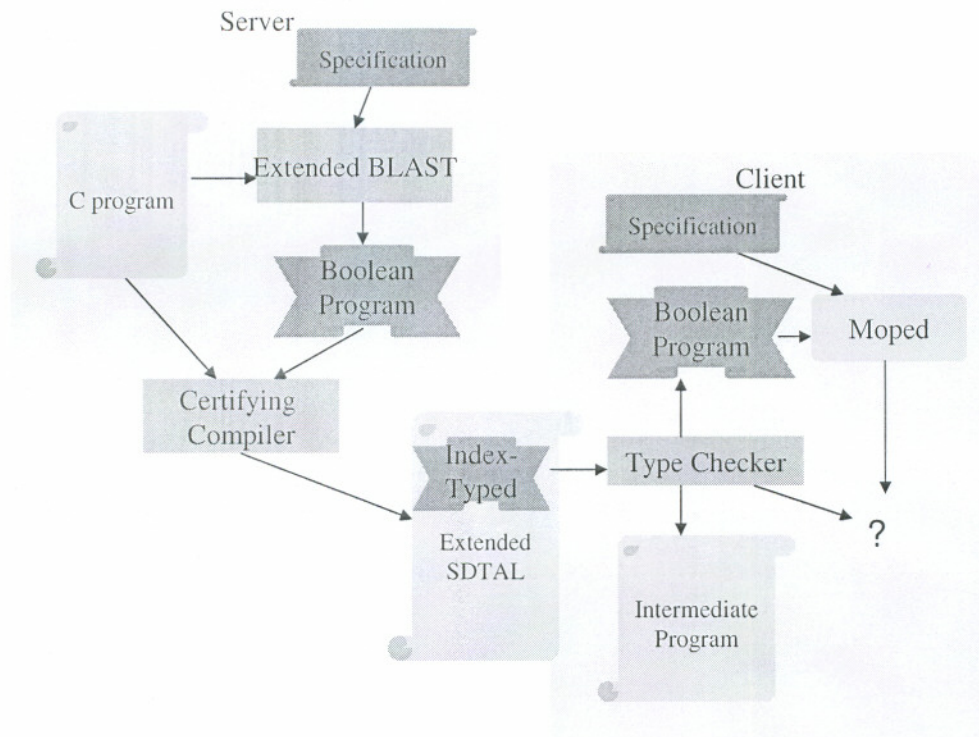 Server
Specification
C program
Extended BLAST
Boolean
Program
Certifying
Compiler
Index-
Typed
Extended
SDTAL
Client
Specification
Boolean
Program
Moped
Type Checker
?
Intermediate
Program